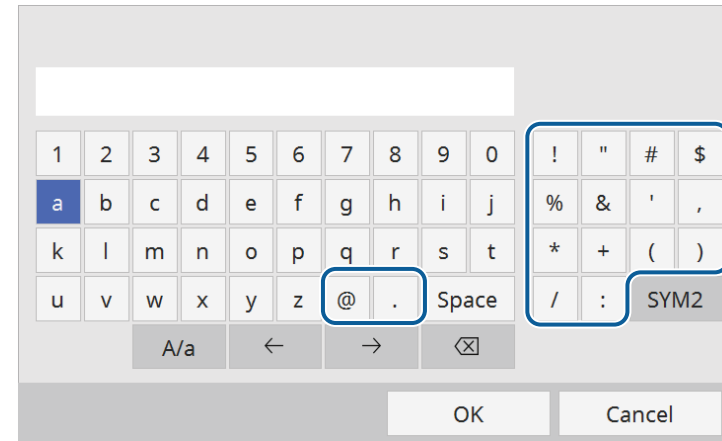 1 2 3 4 5 6 7 8 9 0 ! " # $
a b c d e f g h i j % & ' ,
k l m n o p q r s t * + ( )
u v w x y z @ . Space / : SYM2
A/a ← → ⌫
OK Cancel